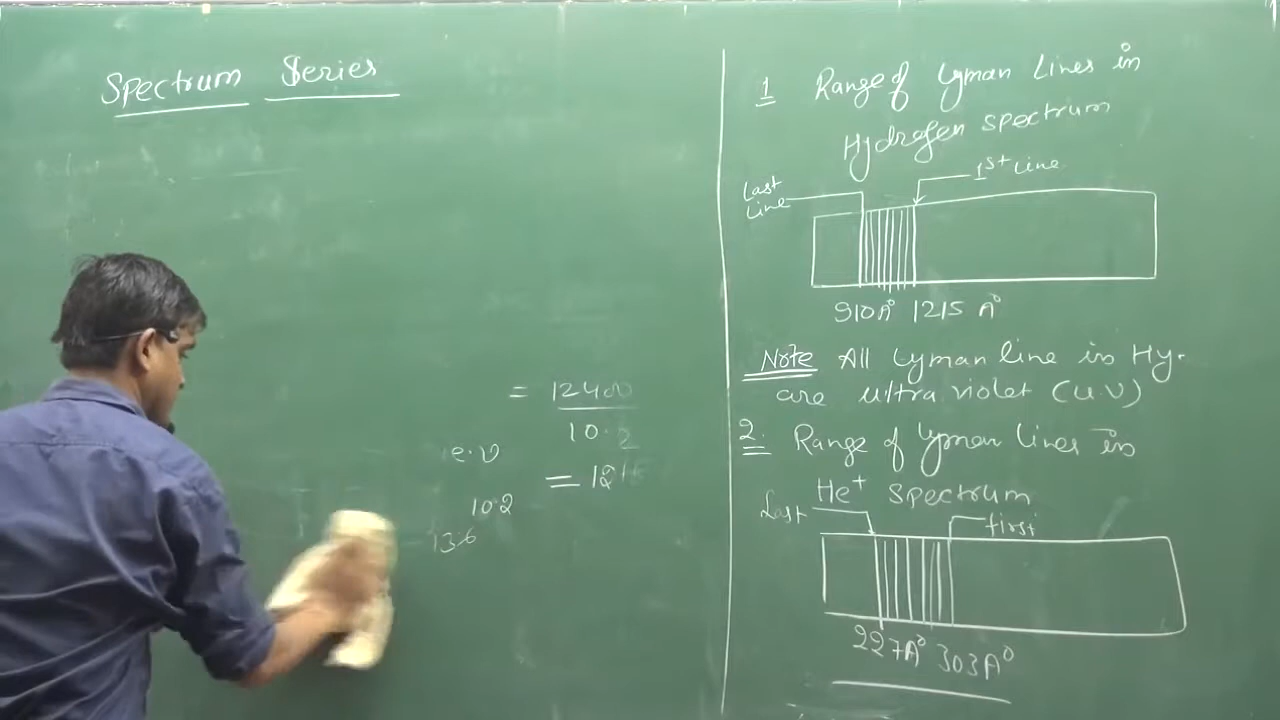 Spectrum Series
= 12400
10.2
e.v = 1215
10.2
13.6
1 Range of Lyman Lines in
Hydrogen spectrum
1st Line
Last
Line
910A° 1215 A°
Note All Lyman line in Hy.
are ultra violet (U.V)
2. Range of Lyman Lines in
He+ Spectrum
Last
first
227A° 303A°